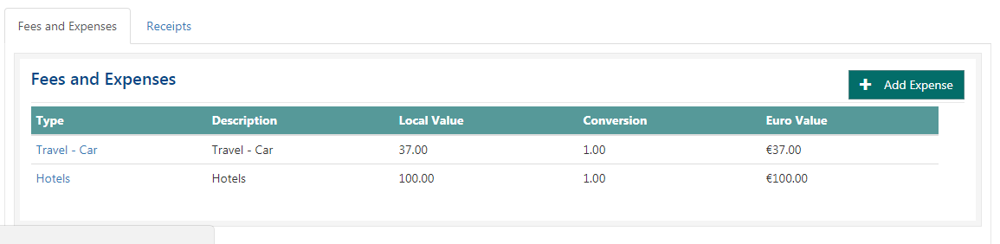 Fees and Expenses Receipts
Fees and Expenses
Add Expense
Type Description Local Value Conversion Euro Value
Travel - Car Travel - Car 37.00 1.00 €37.00
Hotels Hotels 100.00 1.00 €100.00